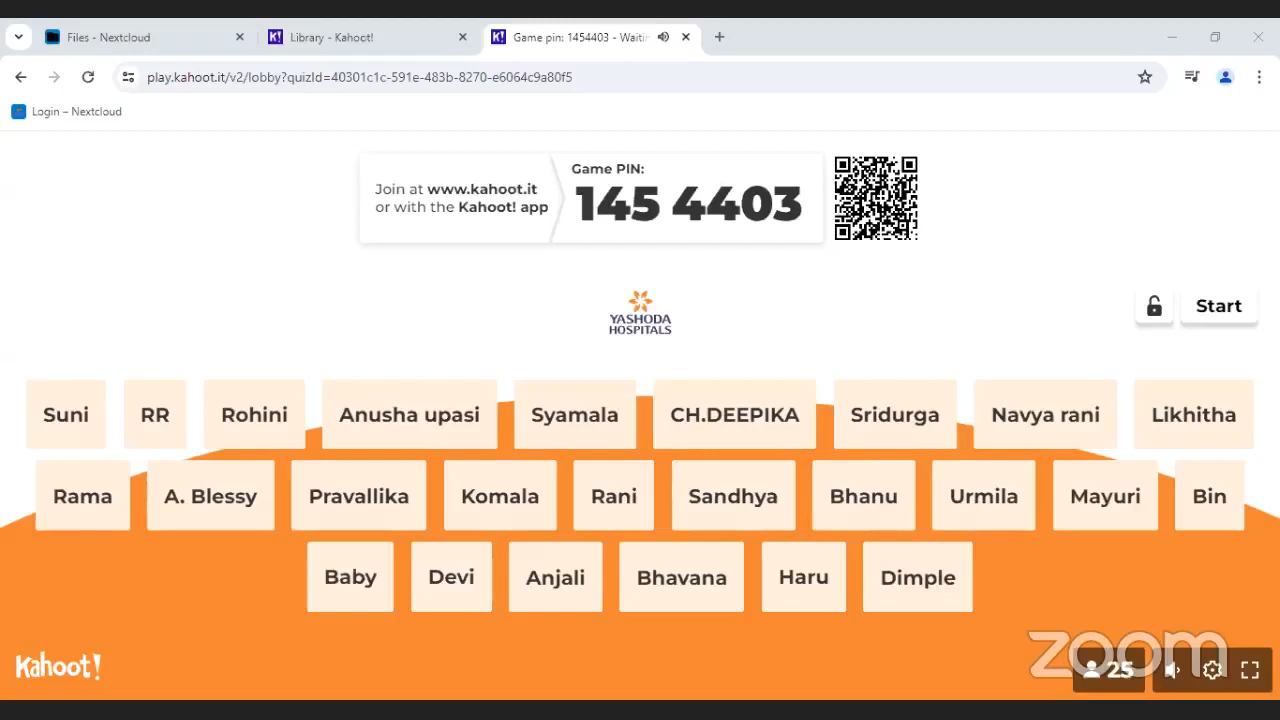 Files - Nextcloud
Library - Kahoot!
Game pin: 1454403 - Waitin
play.kahoot.it/v2/lobby?quizId=40301c1c-591e-483b-8270-e6064c9a80f5
Login – Nextcloud
Join at www.kahoot.it
or with the Kahoot! app
Game PIN:
145 4403
YASHODA
HOSPITALS
Start
Suni RR Rohini Anusha upasi Syamala CH.DEEPIKA Sridurga Navya rani Likhitha
Rama A. Blessy Pravallika Komala Rani Sandhya Bhanu Urmila Mayuri Bin
Baby Devi Anjali Bhavana Haru Dimple
Kahoot!
zoom
25